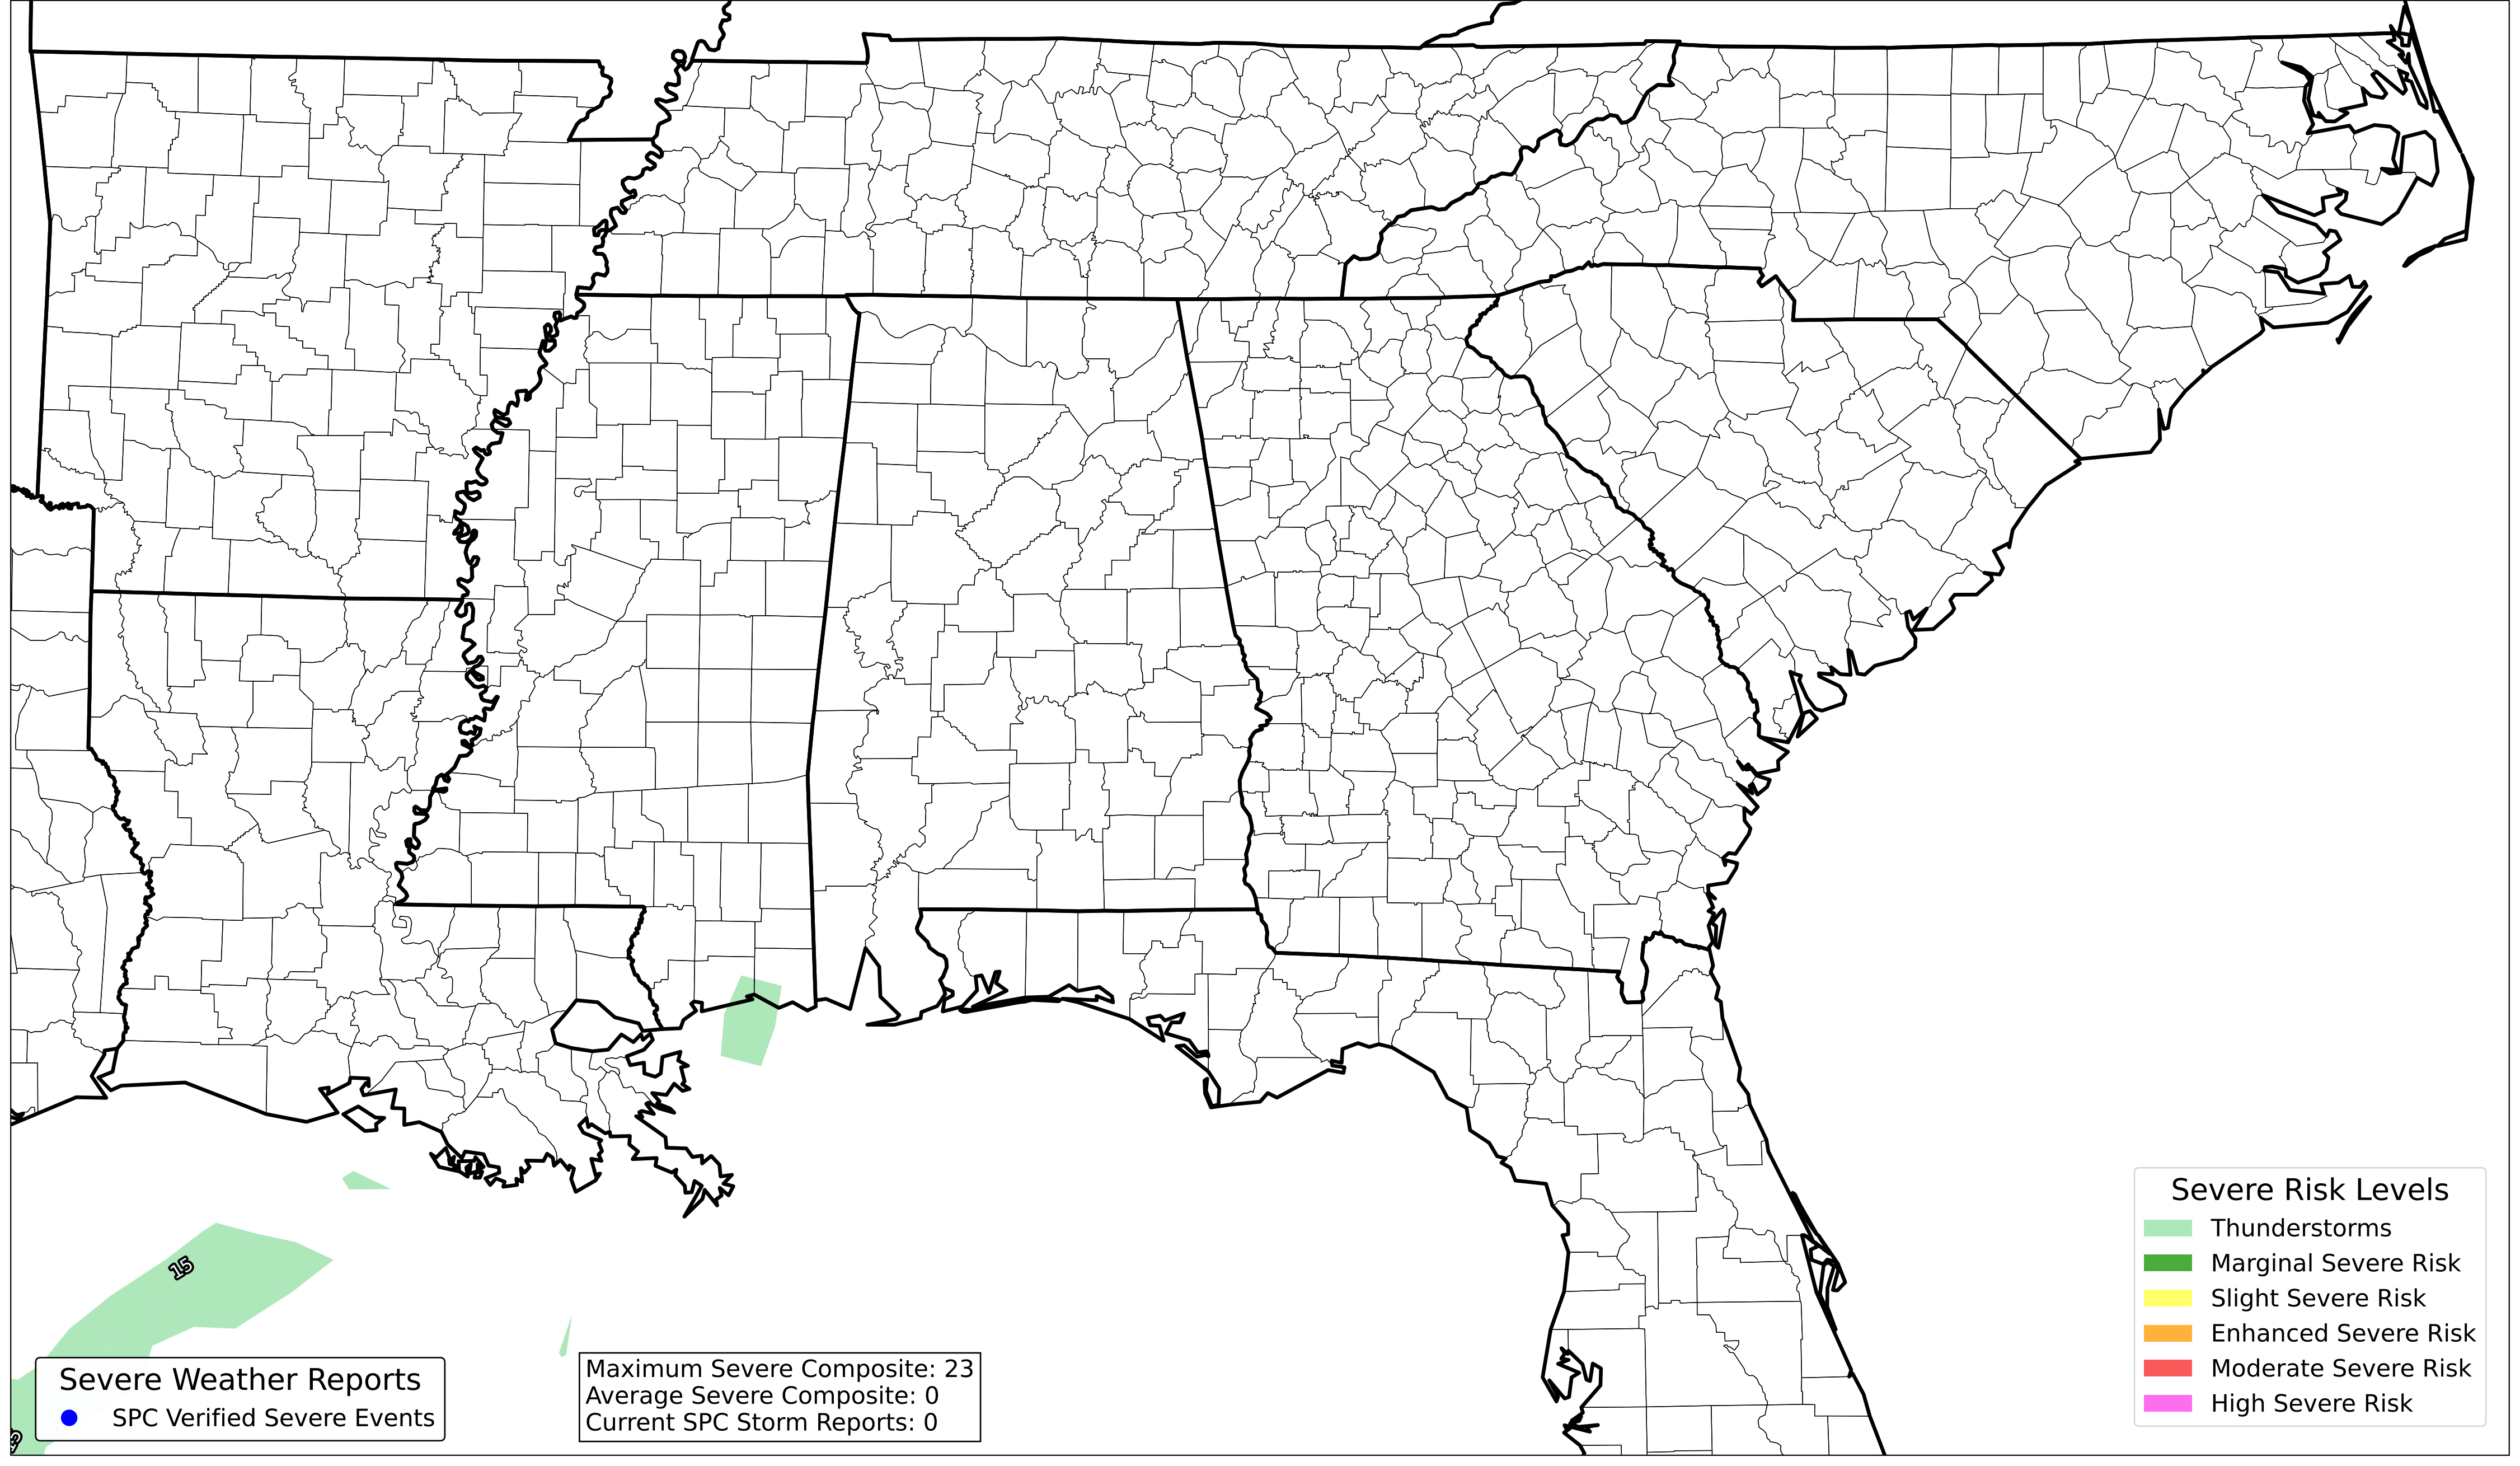 15
Severe Weather Reports
SPC Verified Severe Events
Maximum Severe Composite: 23
Average Severe Composite: 0
Current SPC Storm Reports: 0
Severe Risk Levels
Thunderstorms
Marginal Severe Risk
Slight Severe Risk
Enhanced Severe Risk
Moderate Severe Risk
High Severe Risk